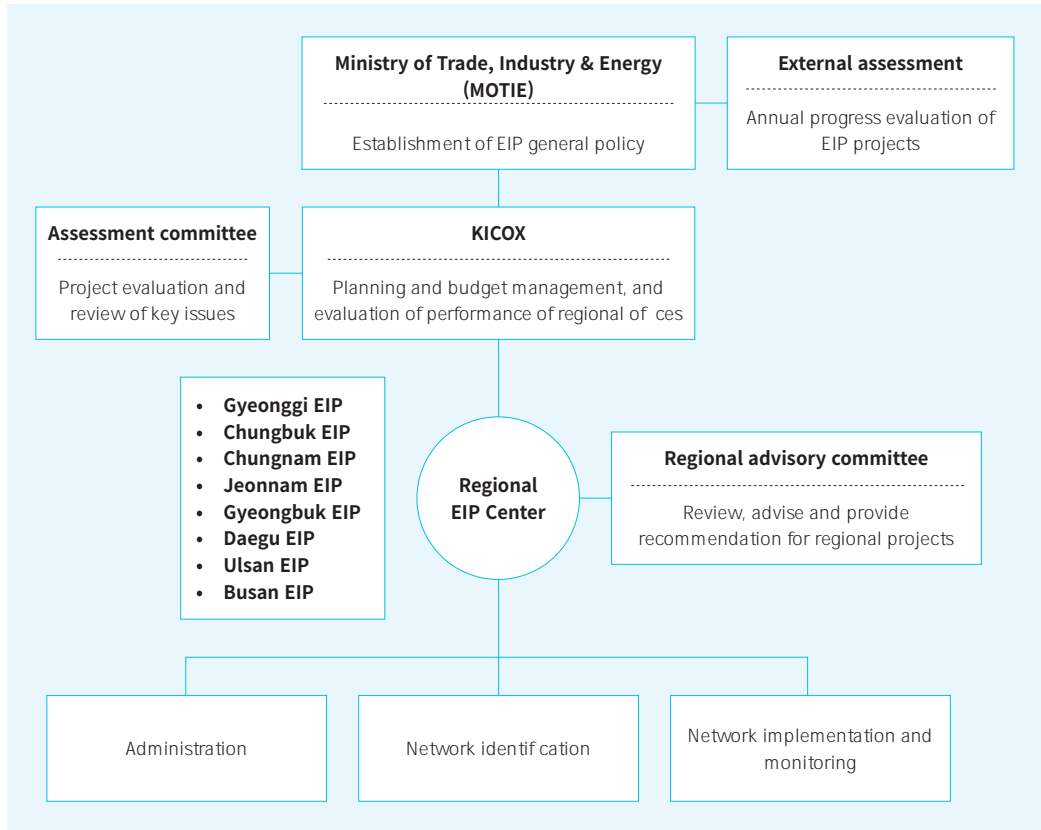 Ministry of Trade, Industry & Energy
(MOTIE)
Establishment of EIP general policy
External assessment
Annual progress evaluation of
EIP projects
Assessment committee
Project evaluation and
review of key issues
KICOX
Planning and budget management, and
evaluation of performance of regional of ces
• Gyeonggi EIP
• Chungbuk EIP
• Chungnam EIP
• Jeonnam EIP
• Gyeongbuk EIP
• Daegu EIP
• Ulsan EIP
• Busan EIP
Regional
EIP Center
Regional advisory committee
Review, advise and provide
recommendation for regional projects
Administration
Network identif cation
Network implementation and
monitoring